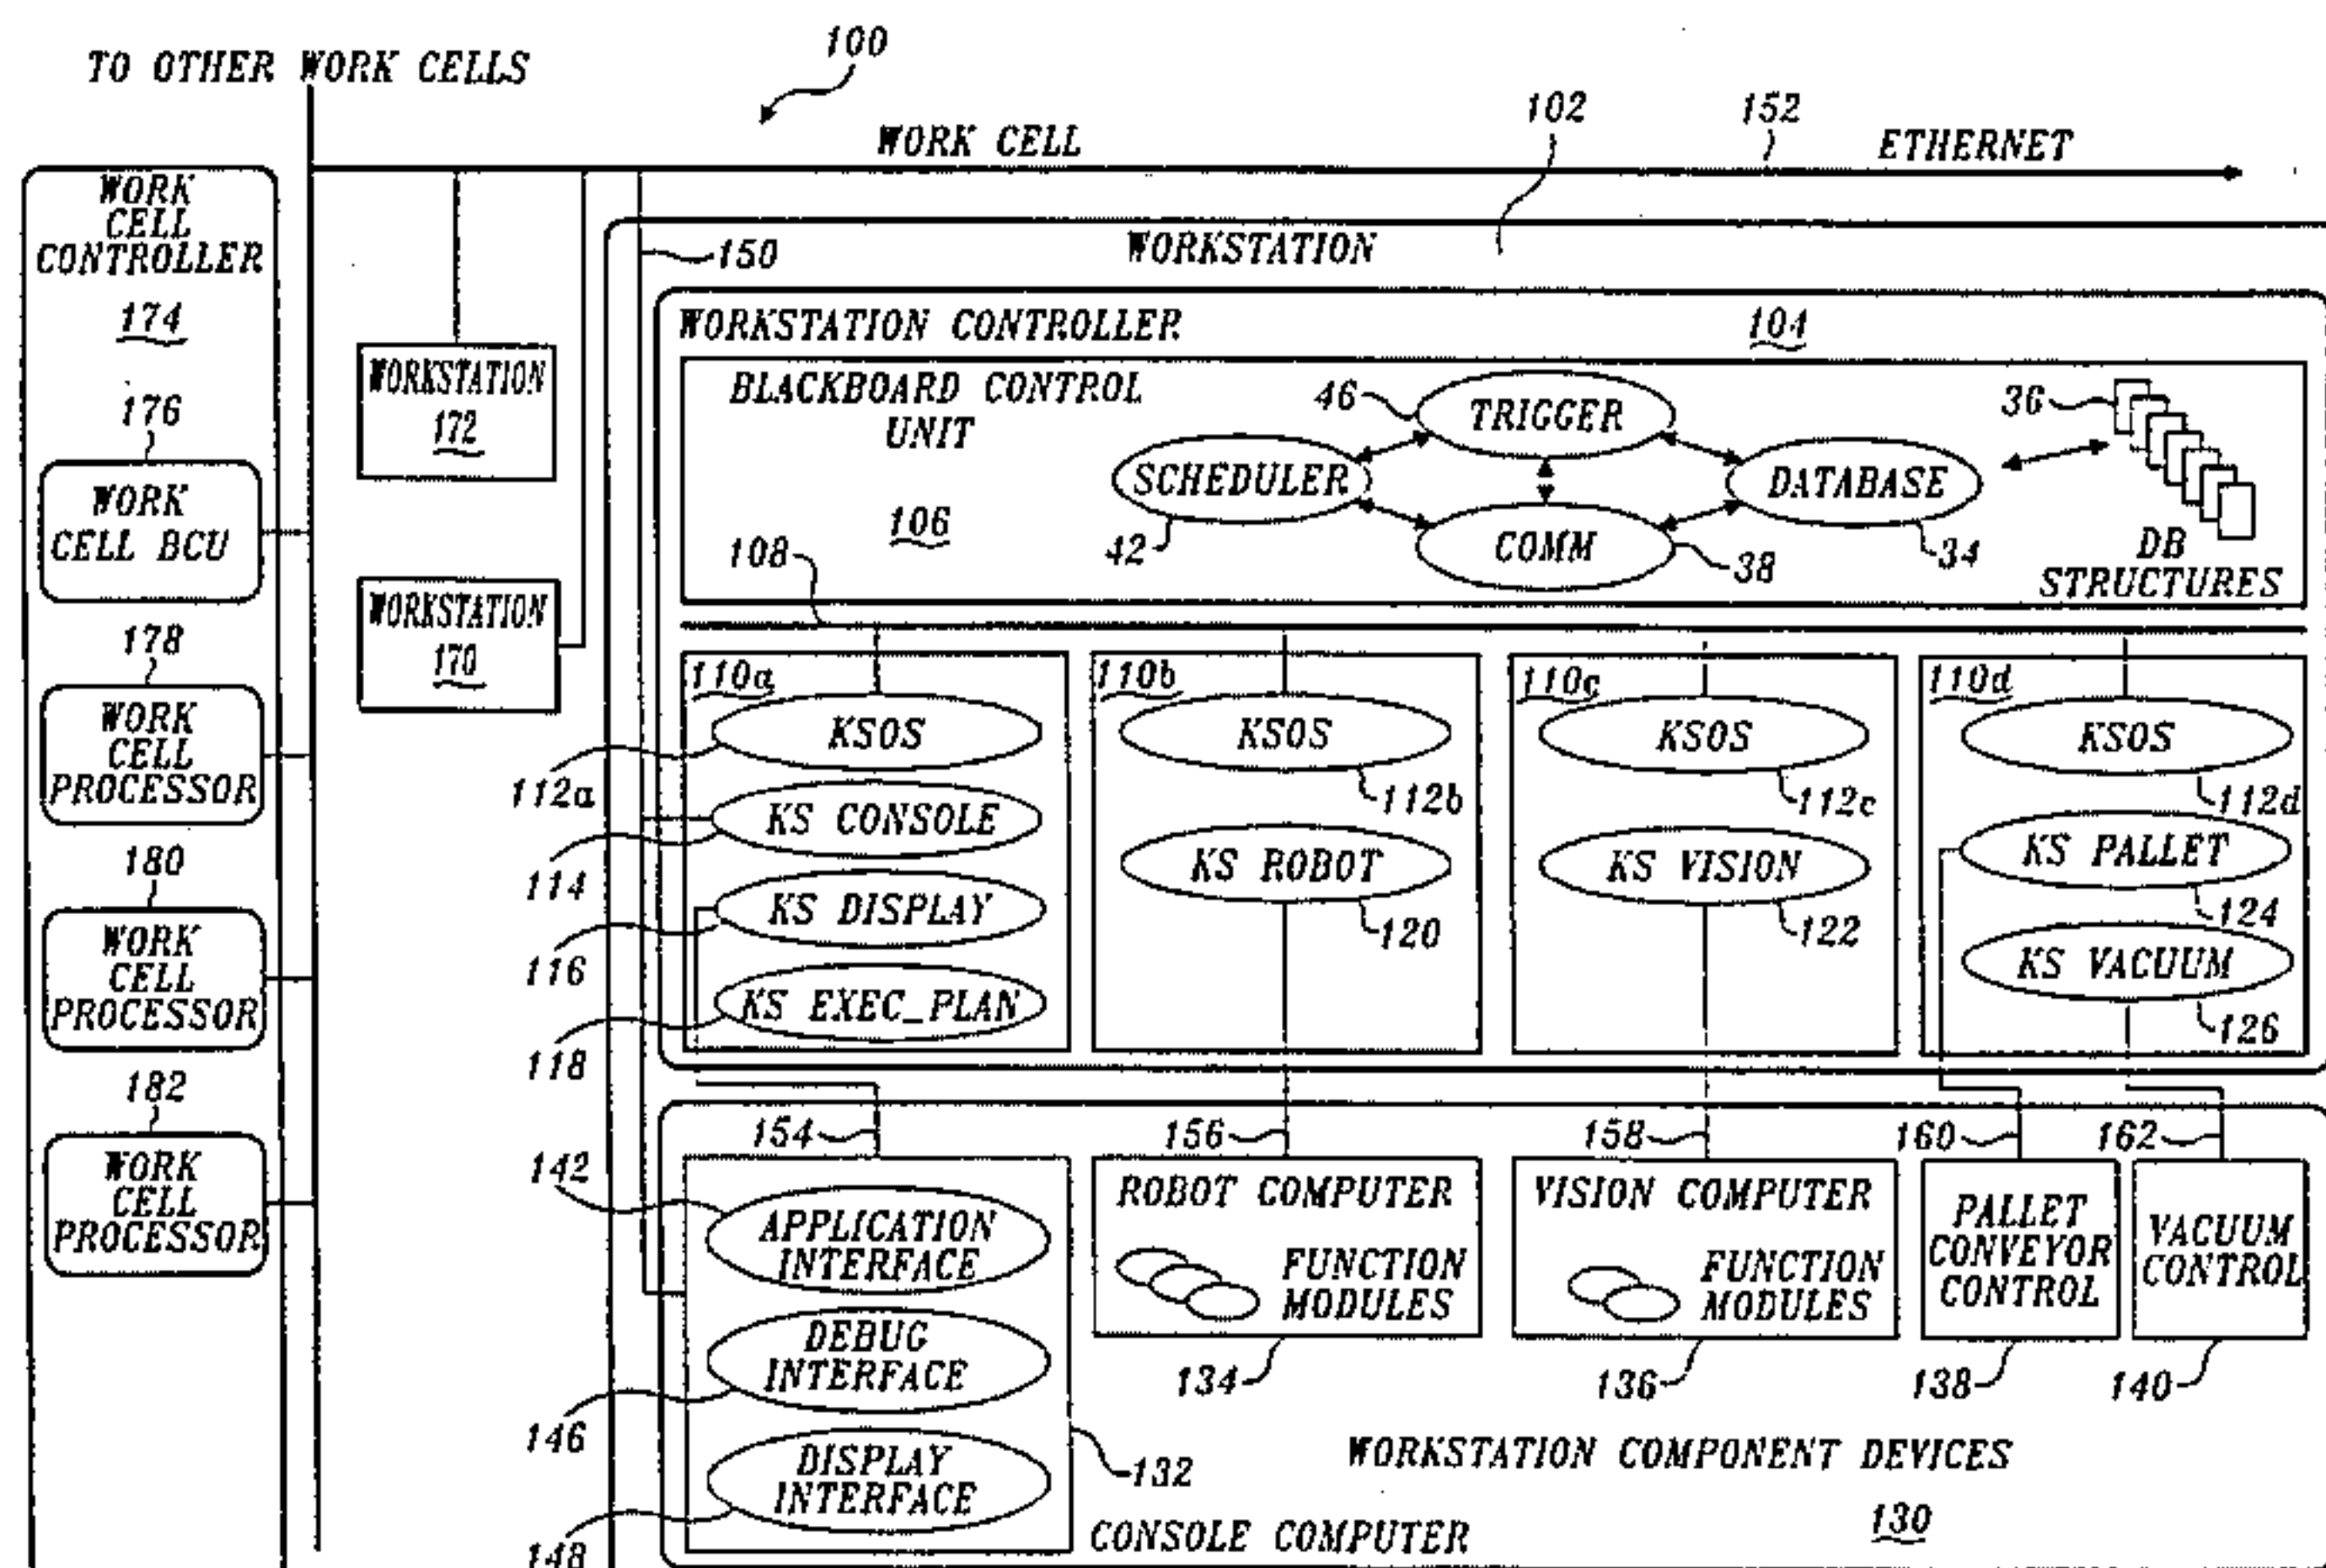 100
TO OTHER WORK CELLS
102
152
WORK CELL
ETHERNET
WORK
CELL
CONTROLLER
174
150
WORKSTATION
WORKSTATION CONTROLLER
104
WORKSTATION
172
BLACKBOARD CONTROL
UNIT
106
46
TRIGGER
36
SCHEDULER
DATABASE
42
COMM
38
34
DB
STRUCTURES
176
WORK
CELL BCU
108
WORKSTATION
170
178
WORK
CELL
PROCESSOR
110a
KSOS
112a
KS CONSOLE
114
KS DISPLAY
116
KS EXEC_PLAN
118
110b
KSOS
112b
KS ROBOT
120
110c
KSOS
112c
KS VISION
122
110d
KSOS
112d
KS PALLET
124
KS VACUUM
126
180
WORK
CELL
PROCESSOR
182
WORK
CELL
PROCESSOR
154
156
158
160
162
142
APPLICATION
INTERFACE
DEBUG
INTERFACE
146
DISPLAY
INTERFACE
148
132
CONSOLE COMPUTER
ROBOT COMPUTER
FUNCTION
MODULES
134
VISION COMPUTER
FUNCTION
MODULES
136
PALLET
CONVEYOR
CONTROL
138
VACUUM
CONTROL
140
WORKSTATION COMPONENT DEVICES
130